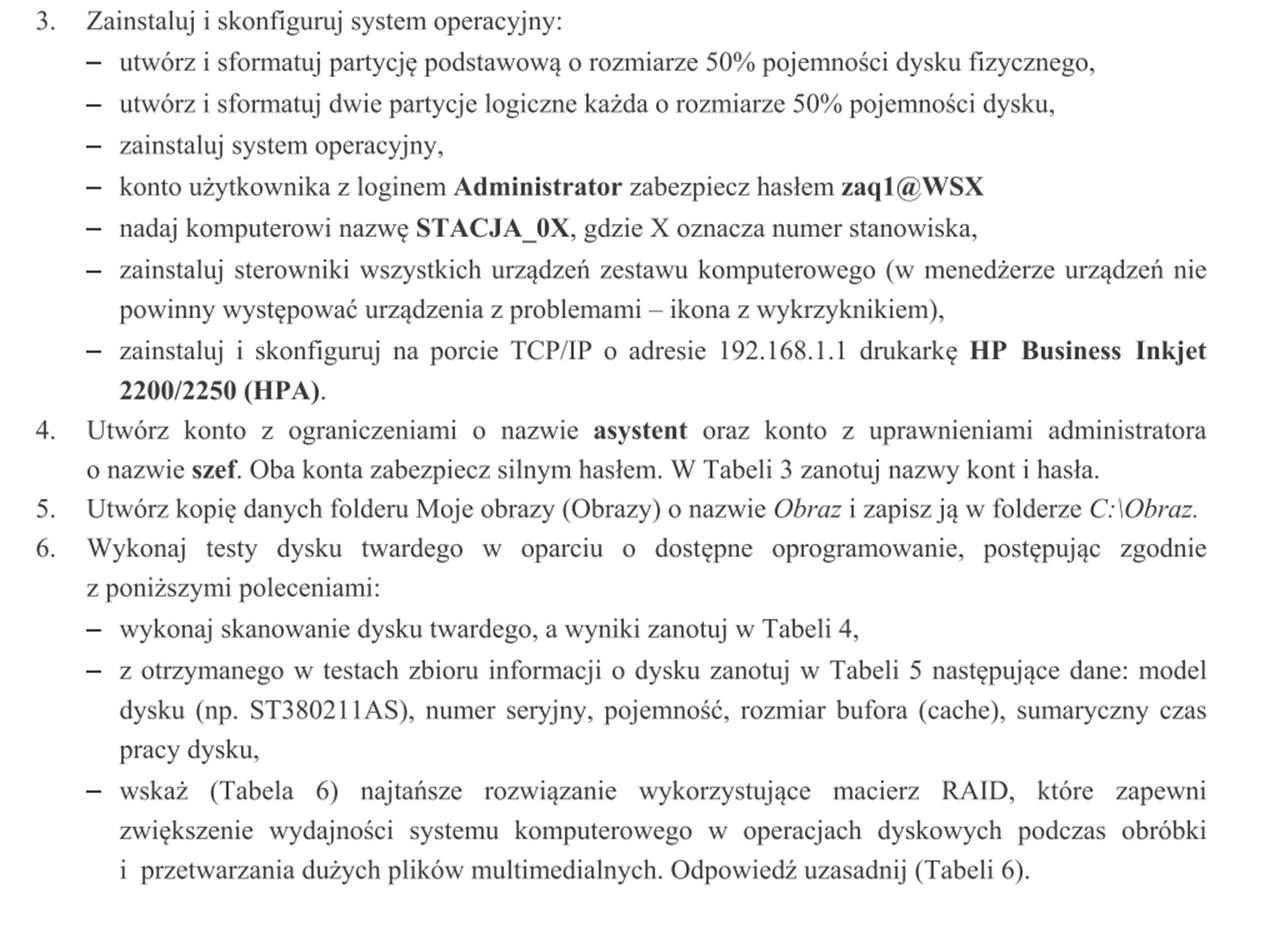 3. Zainstaluj i skonfiguruj system operacyjny:
– utwórz i sformatuj partycję podstawową o rozmiarze 50% pojemności dysku fizycznego,
– utwórz i sformatuj dwie partycje logiczne każda o rozmiarze 50% pojemności dysku,
– zainstaluj system operacyjny,
– konto użytkownika z loginem Administrator zabezpiecz hasłem zaq1@WSX
– nadaj komputerowi nazwę STACJA_0X, gdzie X oznacza numer stanowiska,
– zainstaluj sterowniki wszystkich urządzeń zestawu komputerowego (w menedżerze urządzeń nie
powinny występować urządzenia z problemami – ikona z wykrzyknikiem),
– zainstaluj i skonfiguruj na porcie TCP/IP o adresie 192.168.1.1 drukarkę HP Business Inkjet
2200/2250 (HPA).
4. Utwórz konto z ograniczeniami o nazwie asystent oraz konto z uprawnieniami administratora
o nazwie szef. Oba konta zabezpiecz silnym hasłem. W Tabeli 3 zanotuj nazwy kont i hasła.
5. Utwórz kopię danych folderu Moje obrazy (Obrazy) o nazwie Obraz i zapisz ją w folderze C:\Obraz.
6. Wykonaj testy dysku twardego w oparciu o dostępne oprogramowanie, postępując zgodnie
z poniższymi poleceniami:
– wykonaj skanowanie dysku twardego, a wyniki zanotuj w Tabeli 4,
– z otrzymanego w testach zbioru informacji o dysku zanotuj w Tabeli 5 następujące dane: model
dysku (np. ST380211AS), numer seryjny, pojemność, rozmiar bufora (cache), sumaryczny czas
pracy dysku,
– wskaż (Tabela 6) najtańsze rozwiązanie wykorzystujące macierz RAID, które zapewni
zwiększenie wydajności systemu komputerowego w operacjach dyskowych podczas obróbki
i przetwarzania dużych plików multimedialnych. Odpowiedź uzasadnij (Tabeli 6).